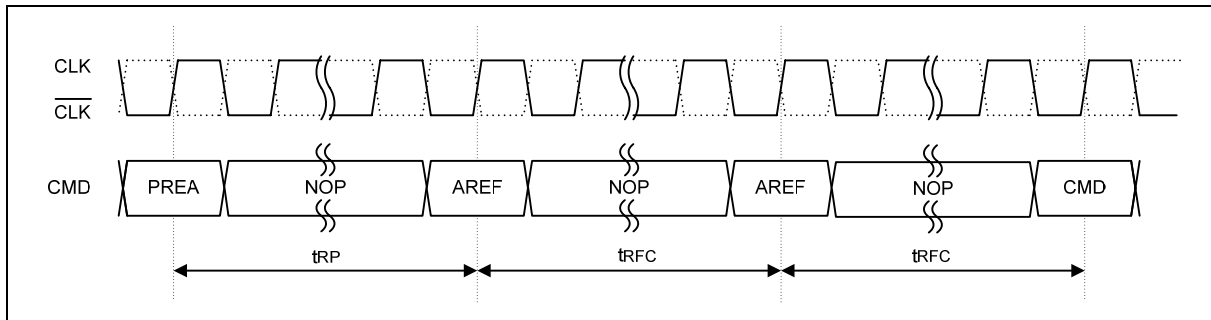 CLK
CLK
CMD PREA NOP AREF NOP AREF NOP CMD
tRP tRFC tRFC